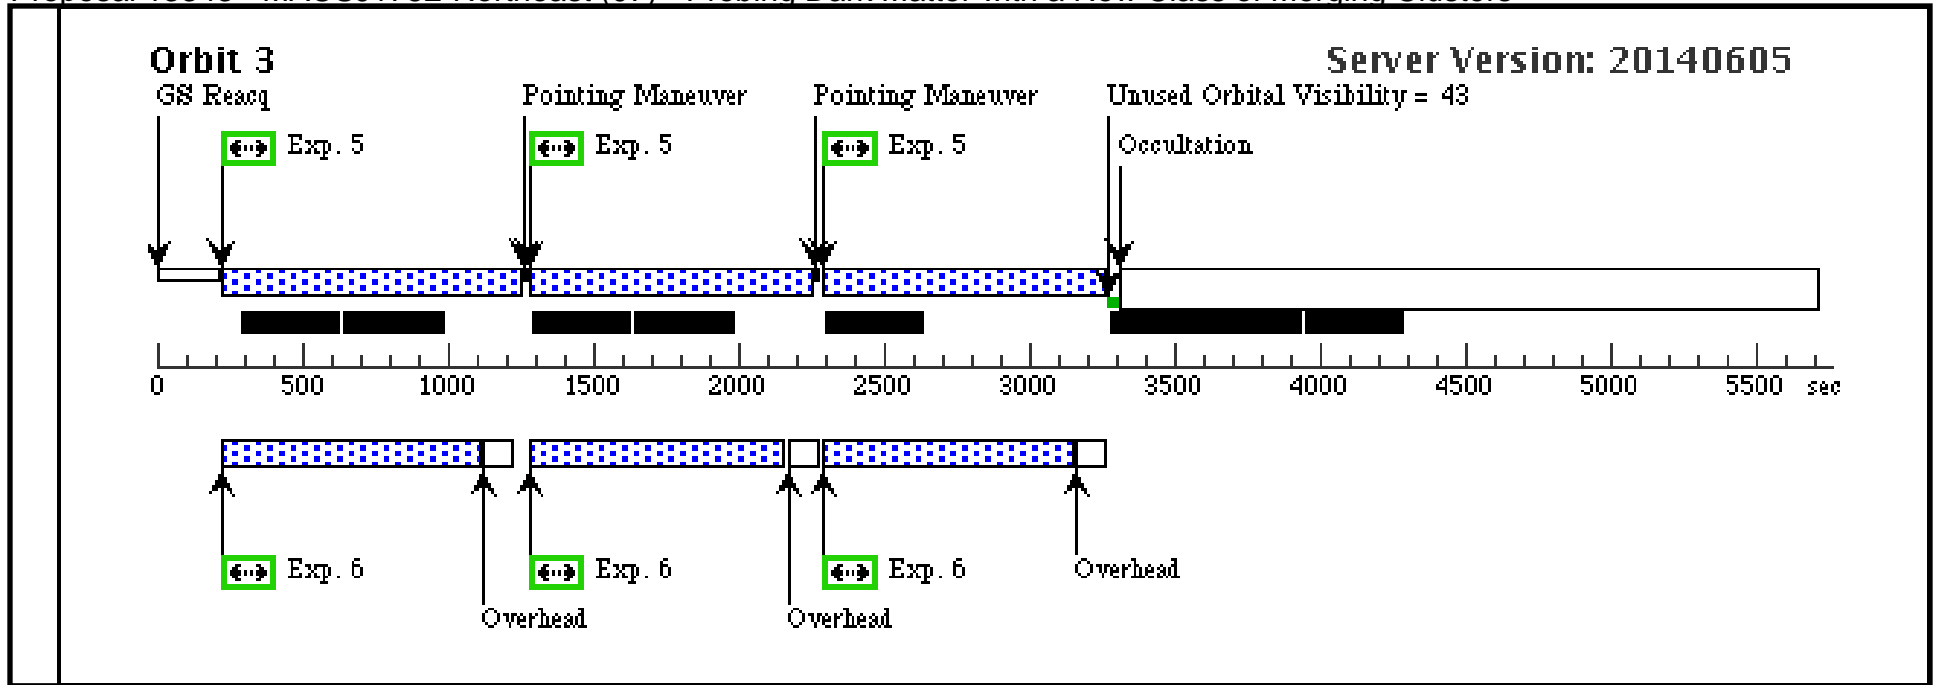 Orbit 3
Server Version: 20140605
GS Reacq
Pointing Maneuver
Pointing Maneuver
Unused Orbital Visibility = 43
Exp. 5
Exp. 5
Exp. 5
Occultation
0 500 1000 1500 2000 2500 3000 3500 4000 4500 5000 5500 sec
Exp. 6
Exp. 6
Exp. 6
Overhead
Overhead
Overhead